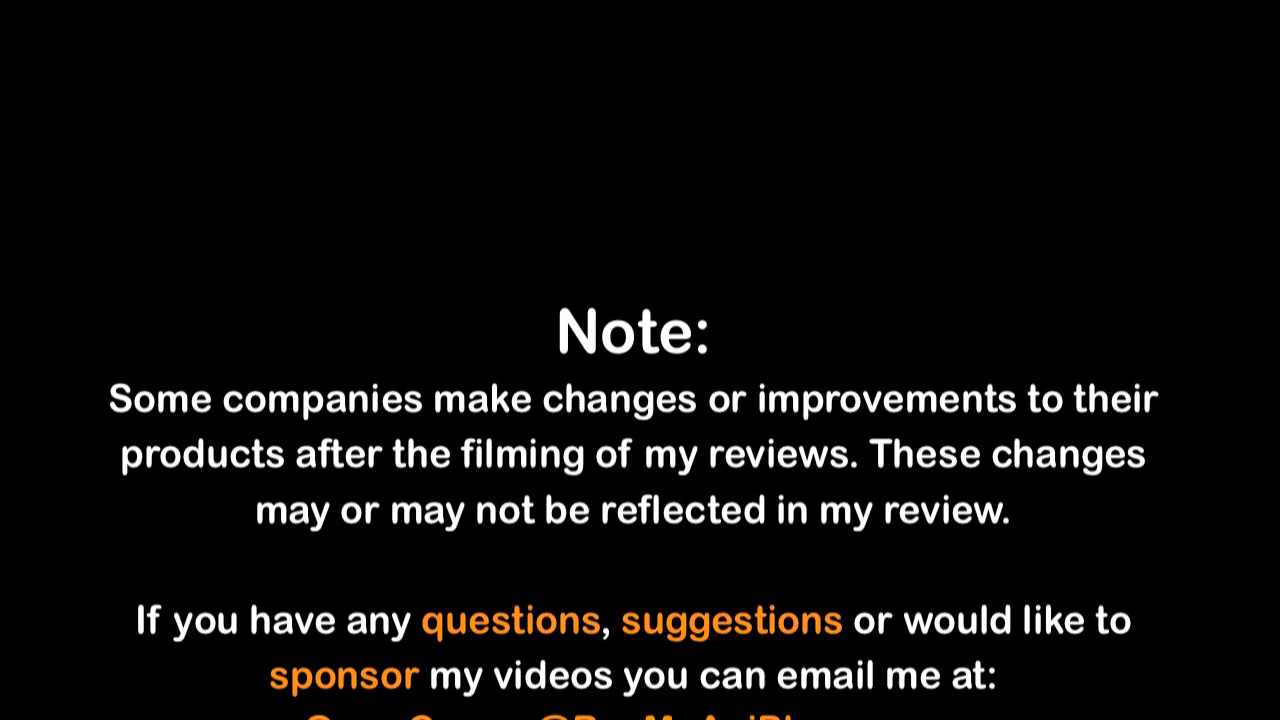 Note:
Some companies make changes or improvements to their
products after the filming of my reviews. These changes
may or may not be reflected in my review.
If you have any questions, suggestions or would like to
sponsor my videos you can email me at: